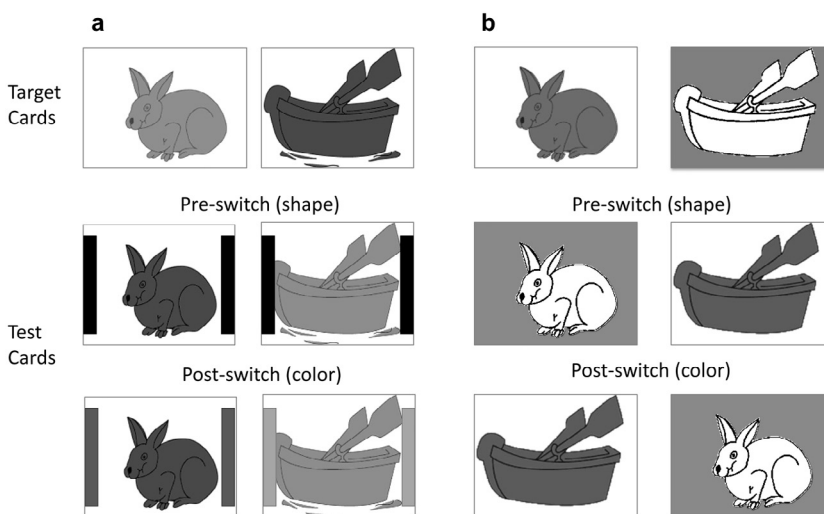 a
b
Target
Cards
Pre-switch (shape)
Pre-switch (shape)
Test
Cards
Post-switch (color)
Post-switch (color)